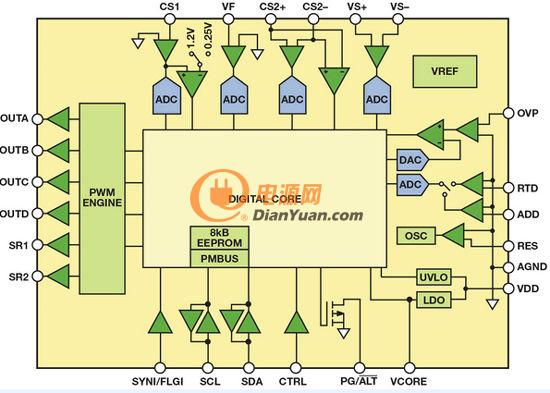 CS1 VF CS2+ CS2– VS+ VS–
1.2V
0.25V
VREF
ADC ADC ADC ADC
OVP
OUTA
OUTB
OUTC
OUTD
SR1
SR2
PWM
ENGINE
DAC
ADC
RTD
ADD
电源网
DianYuan.com
DIGITAL CORE
8kB
EEPROM
PMBUS
OSC
RES
AGND
UVLO
VDD
LDO
SYNI/FLGI SCL SDA CTRL PG/ALT VCORE